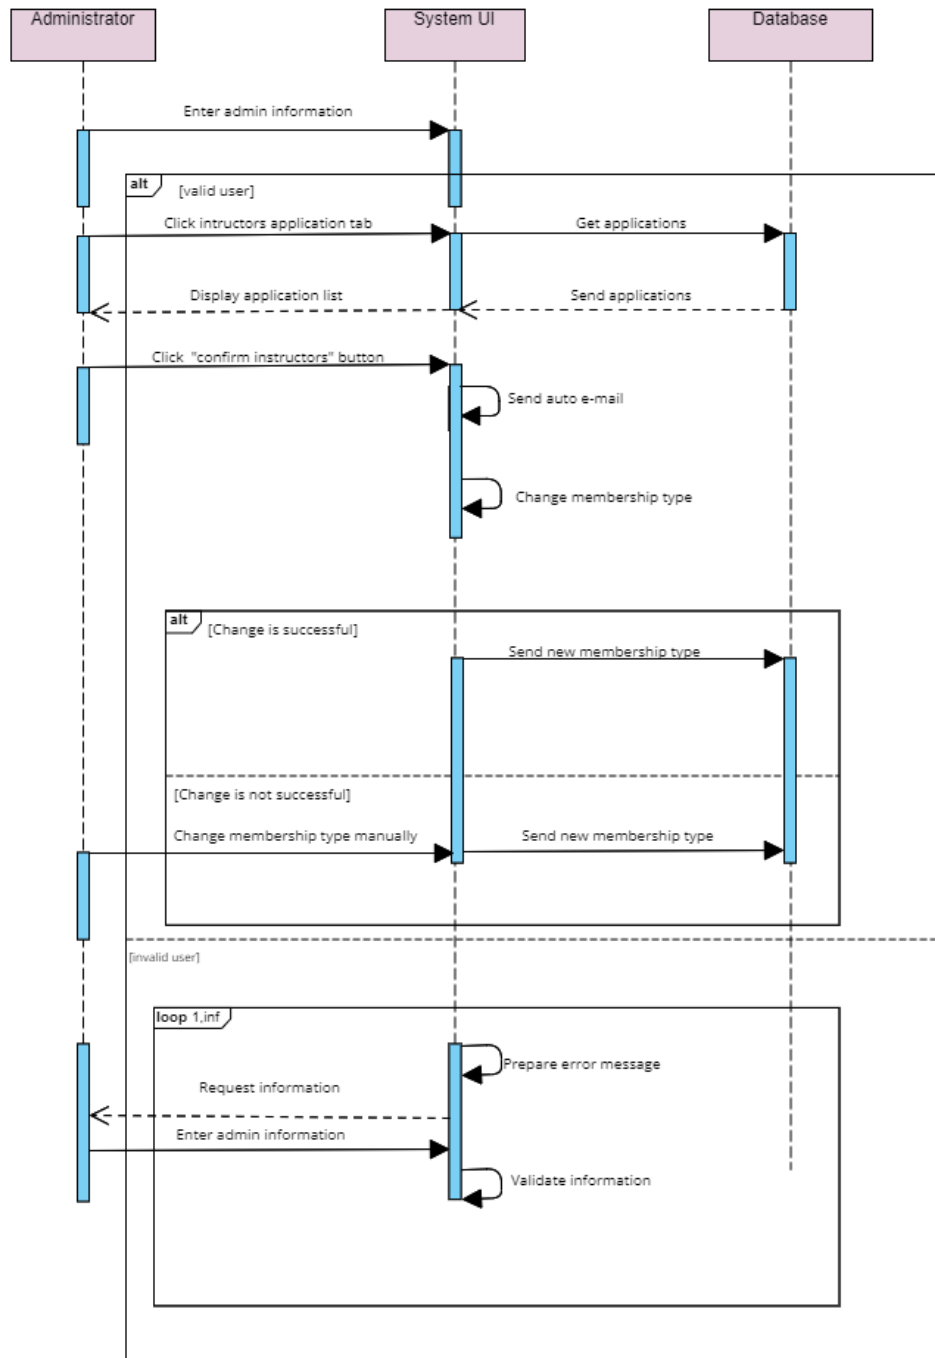 Administrator
System UI
Database
Enter admin information
alt
[valid user]
Click intructors application tab
Get applications
Display application list
Send applications
Click "confirm instructors" button
Send auto e-mail
Change membership type
alt
[Change is successful]
Send new membership type
[Change is not successful]
Change membership type manually
Send new membership type
[invalid user]
loop 1,inf
Prepare error message
Request information
Enter admin information
Validate information